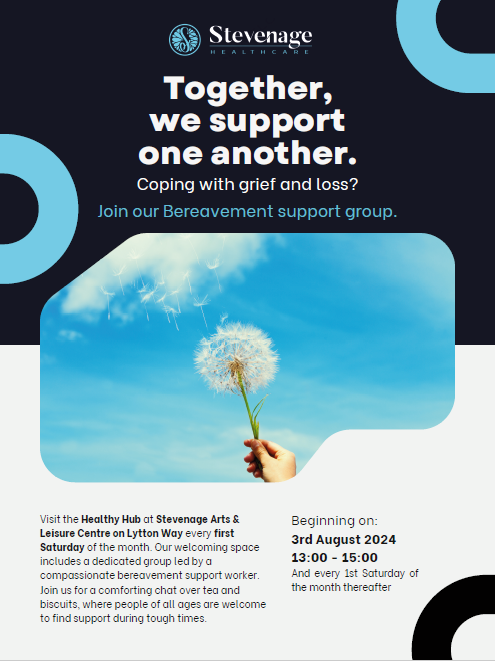 Stevenage
HEALTHCARE
Together,
we support
one another.
Coping with grief and loss?
Join our Bereavement support group.
Visit the Healthy Hub at Stevenage Arts &
Leisure Centre on Lytton Way every first
Saturday of the month. Our welcoming space
includes a dedicated group led by a
compassionate bereavement support worker.
Join us for a comforting chat over tea and
biscuits, where people of all ages are welcome
to find support during tough times.
Beginning on:
3rd August 2024
13:00 - 15:00
And every 1st Saturday of
the month thereafter